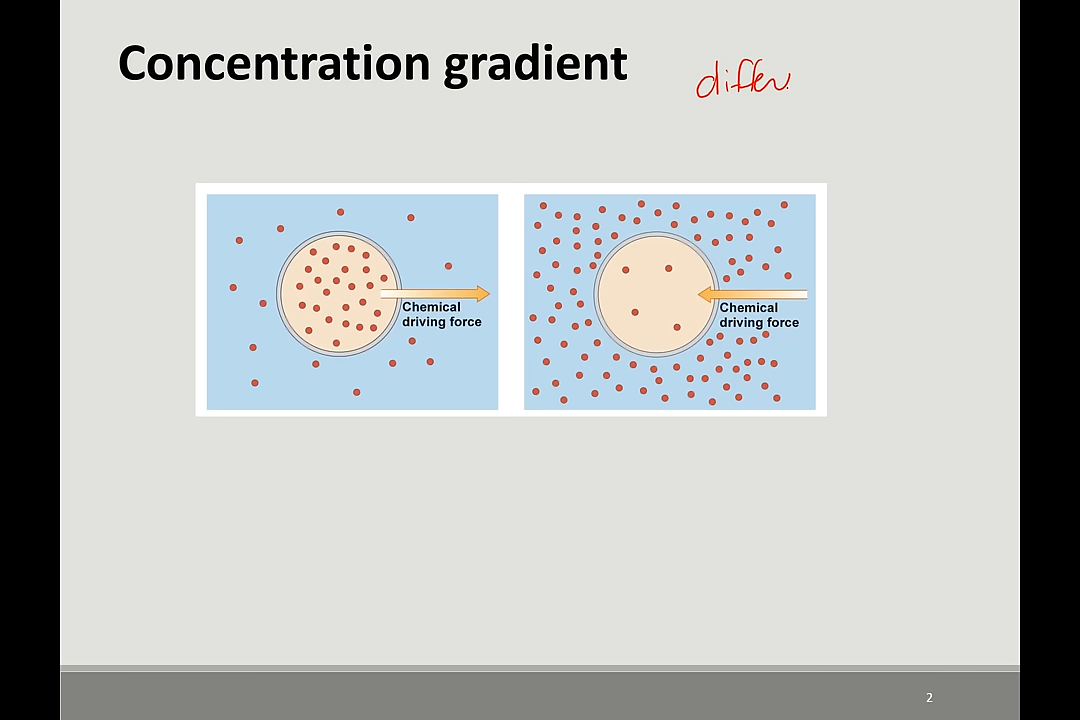 Concentration gradient
differ
Chemical
driving force
Chemical
driving force
2